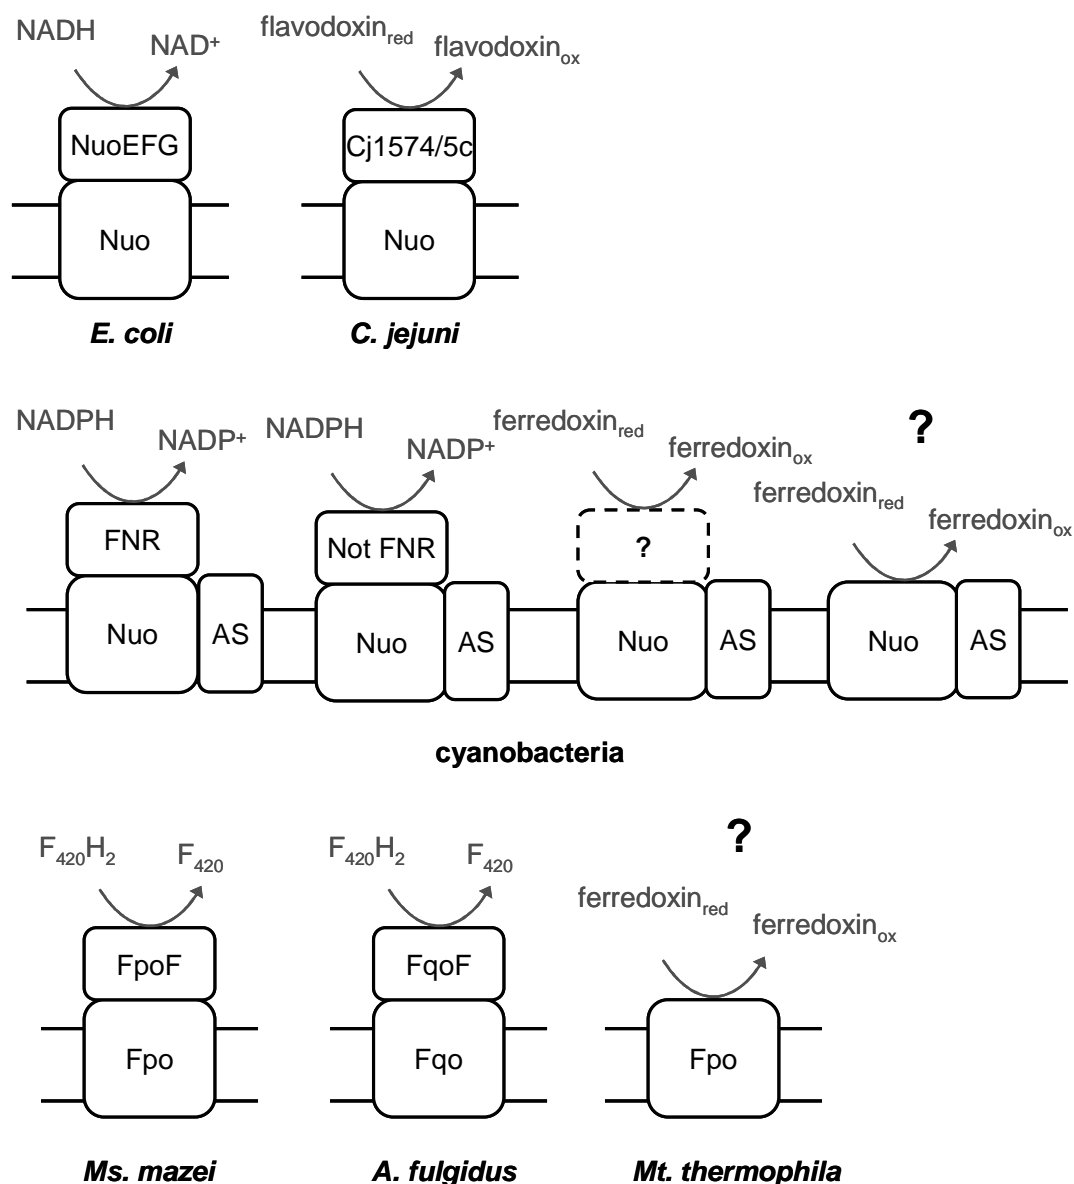 NADH
NAD+
flavodoxinred
flavodoxinox
NuoEFG
Cj1574/5c
Nuo
Nuo
E. coli
C. jejuni
NADPH
NADP+
NADPH
NADP+
ferredoxinred
ferredoxinox
?
ferredoxinred
ferredoxinox
FNR
Not FNR
?
Nuo
AS
Nuo
AS
Nuo
AS
Nuo
AS
cyanobacteria
F420H2
F420
F420H2
F420
?
ferredoxinred
ferredoxinox
FpoF
FqoF
Fpo
Fqo
Fpo
Ms. mazei
A. fulgidus
Mt. thermophila